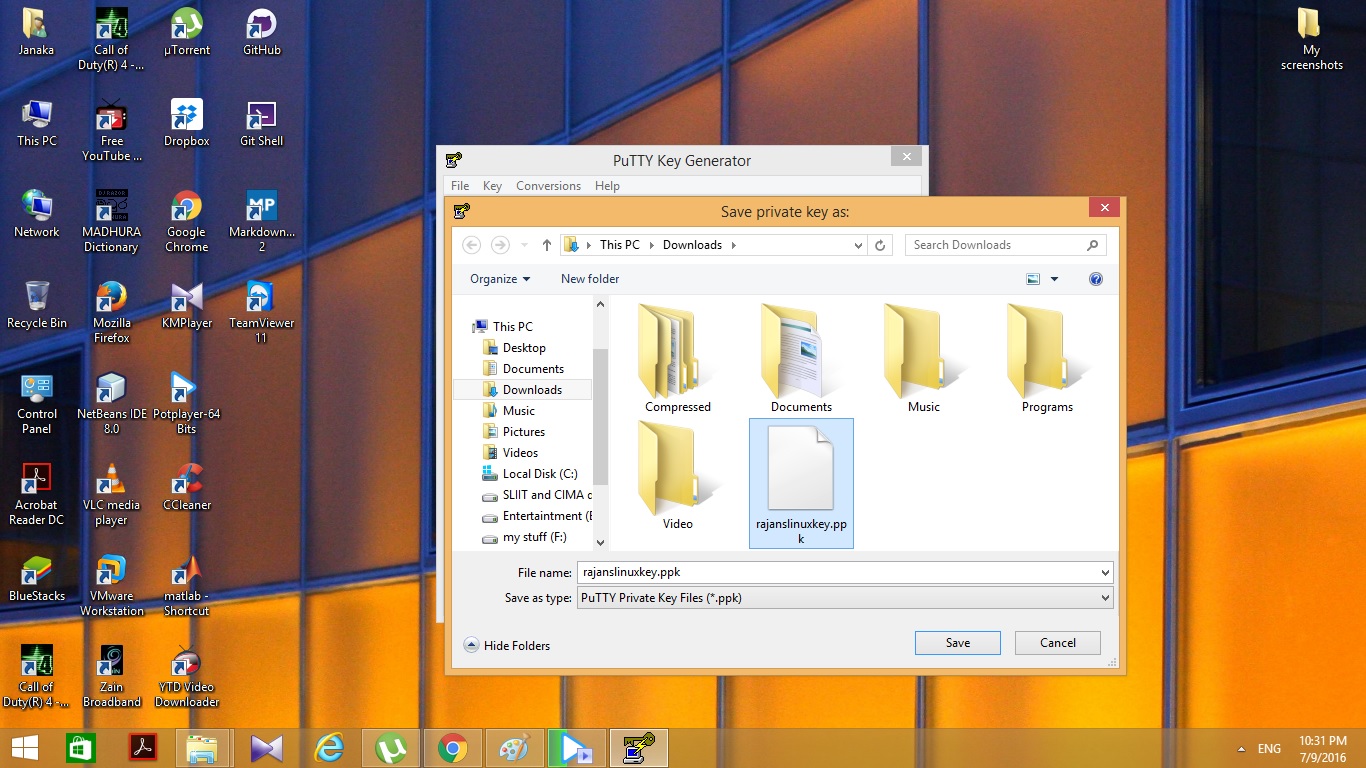 Janaka
Call of
Duty(R) 4 -...
µTorrent
GitHub
My
screenshots
This PC
Free
YouTube ...
Dropbox
Git Shell
Network
MADHURA
Dictionary
Google
Chrome
MP
Markdown...
2
Recycle Bin
Mozilla
Firefox
KMPlayer
TeamViewer
11
Control
Panel
NetBeans IDE
8.0
Potplayer-64
Bits
Acrobat
Reader DC
VLC media
player
CCleaner
BlueStacks
VMware
Workstation
matlab -
Shortcut
Call of
Duty(R) 4 -...
Zain
Broadband
YTD Video
Downloader
PuTTY Key Generator
File Key Conversions Help
Save private key as:
This PC Downloads
Search Downloads
Organize New folder
This PC
Desktop
Documents
Downloads
Music
Pictures
Videos
Local Disk (C:)
SLIIT and CIMA d
Entertaintment (E
my stuff (F:)
Compressed
Documents
Music
Programs
Video
rajanslinuxkey.pp
k
File name: rajanslinuxkey.ppk
Save as type: PuTTY Private Key Files (*.ppk)
Hide Folders
Save
Cancel
ENG
10:31 PM
7/9/2016